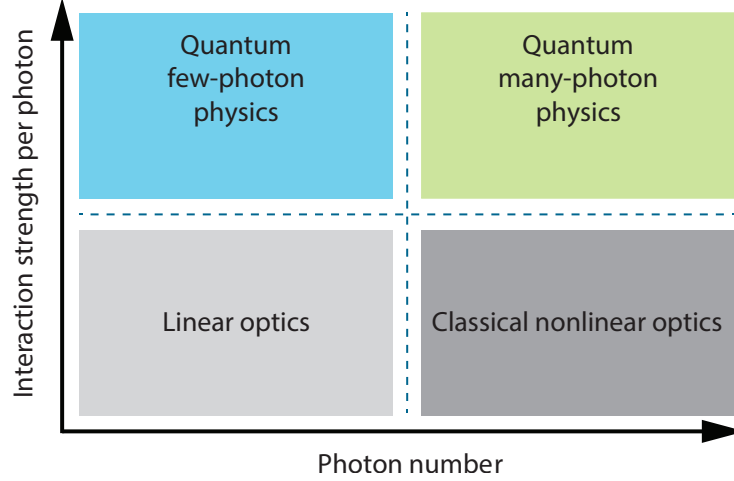 Interaction strength per photon
Quantum
few-photon
physics
Quantum
many-photon
physics
Linear optics
Classical nonlinear optics
Photon number